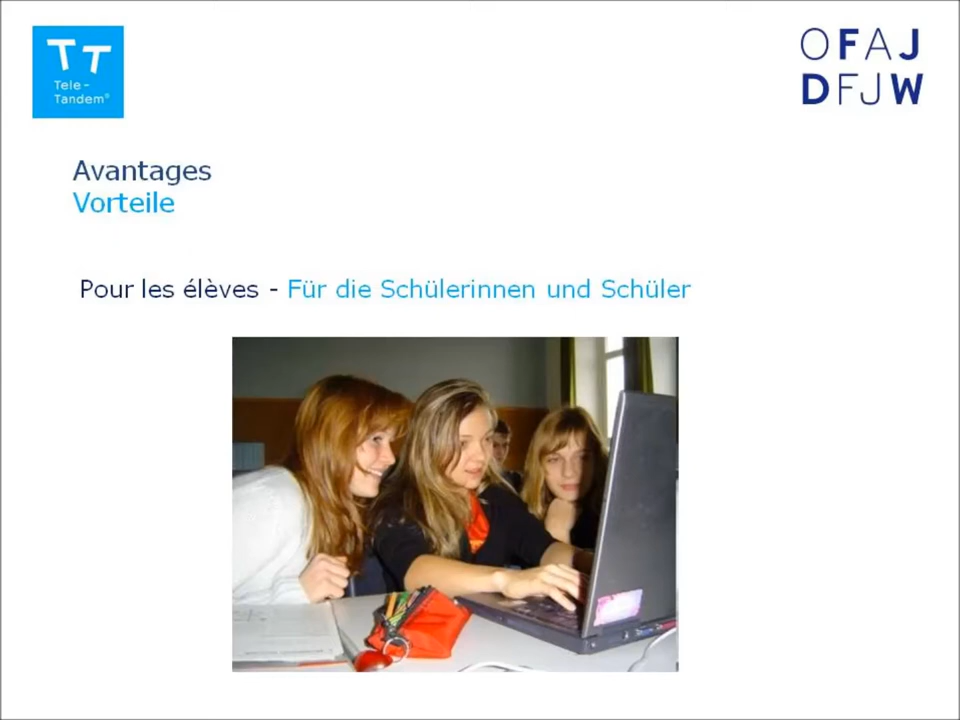 TT
Tele-
Tandem®
OFAJ
DFJW
Avantages
Vorteile
Pour les élèves - Für die Schülerinnen und Schüler